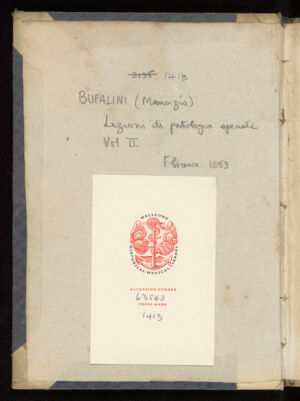 2135 1413
BUFALINI (Maurizio)
Lezioni di patologia speciale
Vol II
Florence. 1853
WELLCOME
HISTORICAL MEDICAL LIBRARY
ACCESSION NUMBER
63543
PRESS MARK
1413